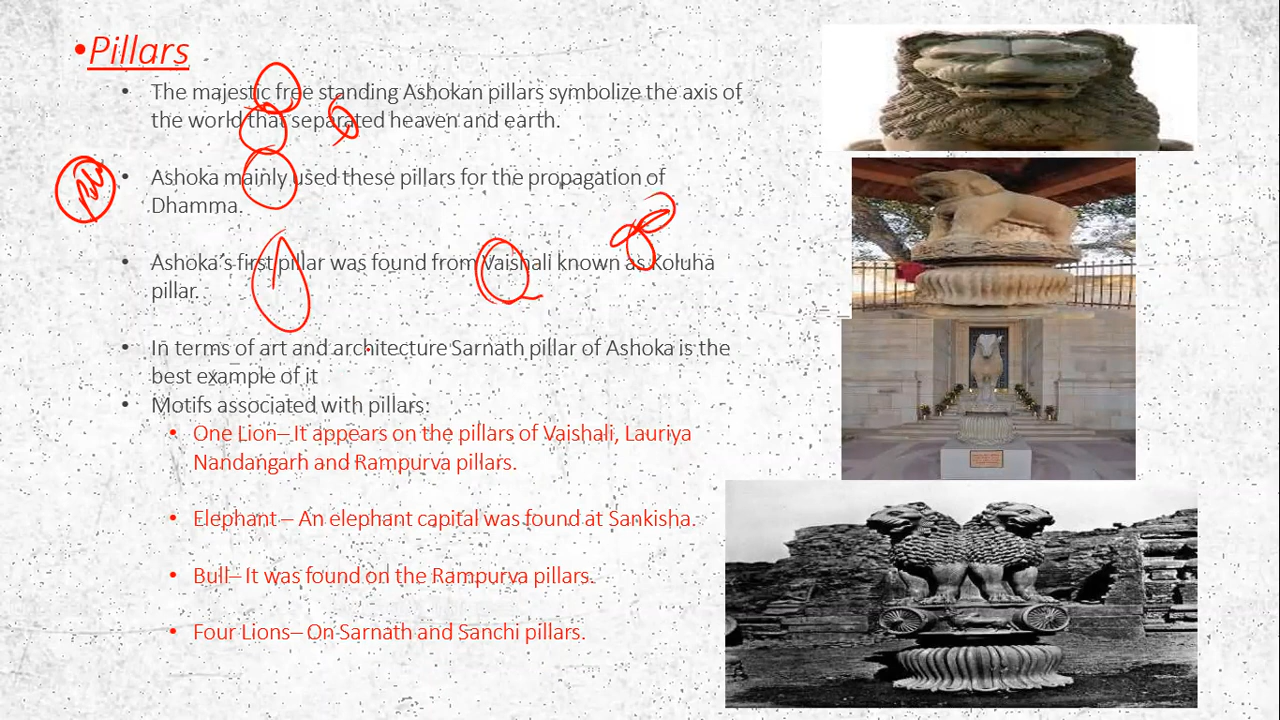 •Pillars
• The majestic free standing Ashokan pillars symbolize the axis of
the world that separated heaven and earth.
• Ashoka mainly used these pillars for the propagation of
Dhamma.
• Ashoka's first pillar was found from Vaishali known as Koluha
pillar.
• In terms of art and architecture Sarnath pillar of Ashoka is the
best example of it
• Motifs associated with pillars:
• One Lion– It appears on the pillars of Vaishali, Lauriya
Nandangarh and Rampurva pillars.
• Elephant – An elephant capital was found at Sankisha.
• Bull– It was found on the Rampurva pillars.
• Four Lions– On Sarnath and Sanchi pillars.